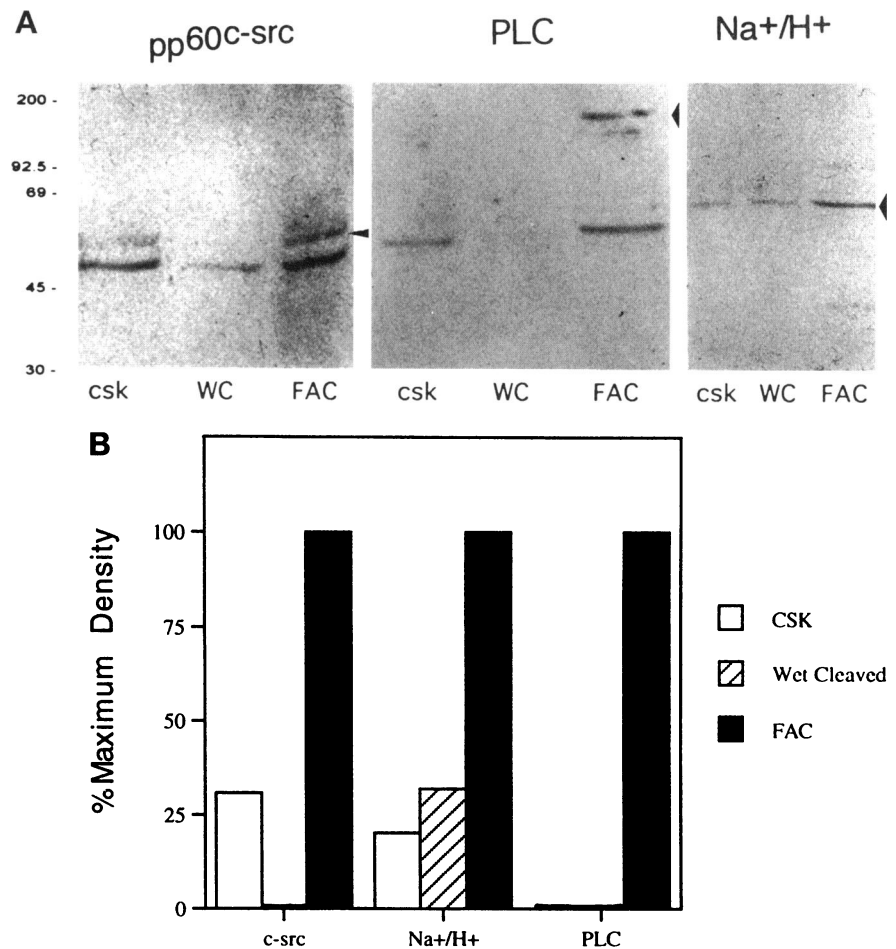 A
pp60c-src PLC Na+/H+
200 -
92.5 -
69 -
45 -
30 -
csk WC FAC csk WC FAC csk WC FAC
B
%Maximum Density
100
75
50
25
0
c-src Na+/H+ PLC
CSK
Wet Cleaved
FAC